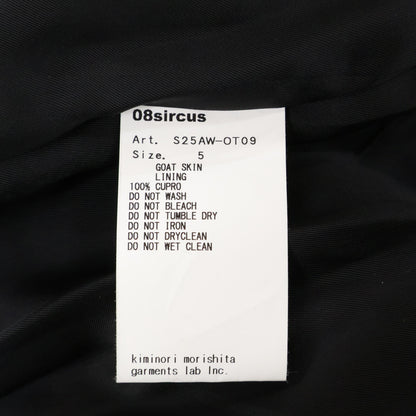 08sircus
Art. S25AW-OT09
Size. 5
GOAT SKIN
LINING
100% CUPRO
DO NOT WASH
DO NOT BLEACH
DO NOT TUMBLE DRY
DO NOT IRON
DO NOT DRYCLEAN
DO NOT WET CLEAN
kiminori morishita
garments lab Inc.